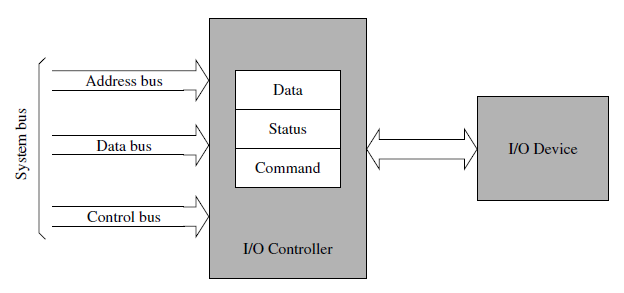 System bus
Address bus
Data bus
Control bus
Data
Status
Command
I/O Controller
I/O Device